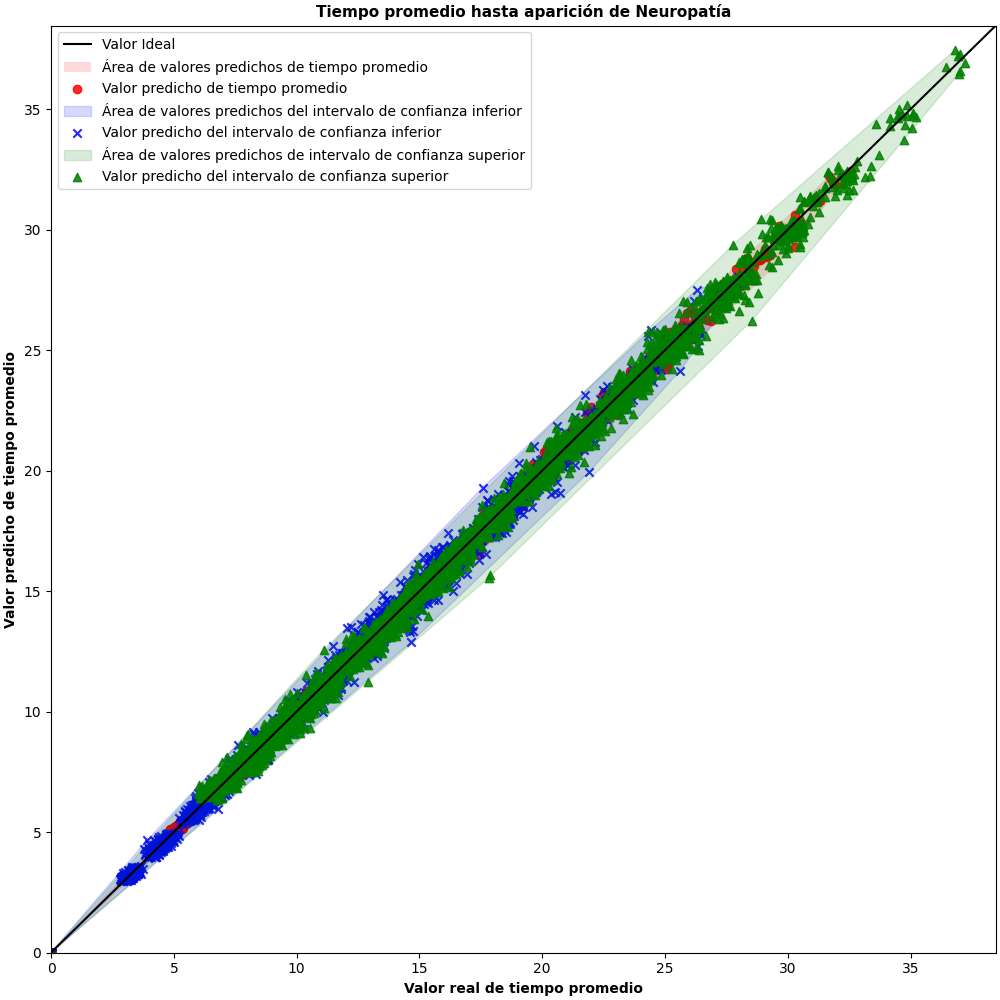 Tiempo promedio hasta aparición de Neuropatía
Valor Ideal
Área de valores predichos de tiempo promedio
Valor predicho de tiempo promedio
Área de valores predichos del intervalo de confianza inferior
Valor predicho del intervalo de confianza inferior
Área de valores predichos de intervalo de confianza superior
Valor predicho del intervalo de confianza superior
Valor predicho de tiempo promedio
35
30
25
20
15
10
5
0
0 5 10 15 20 25 30 35
Valor real de tiempo promedio